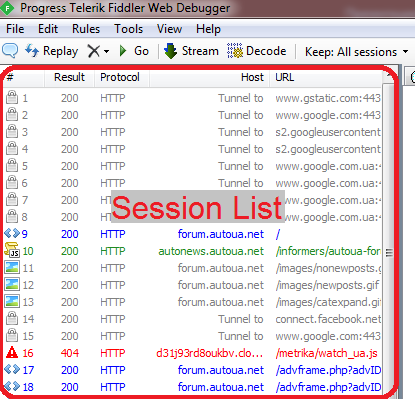 Progress Telerik Fiddler Web Debugger
File Edit Rules Tools View Help
Replay X Go Stream Decode Keep: All sessions
# Result Protocol Host URL
1 200 HTTP Tunnel to www.gstatic.com:443
2 200 HTTP Tunnel to www.google.com.ua:
3 200 HTTP Tunnel to s2.googleusercontent
4 200 HTTP Tunnel to s2.googleusercontent
5 200 HTTP Tunnel to www.google.com.ua:4
6 200 HTTP Tunnel to www.google.com.ua:4
7 200 HTTP Tunnel to www.google.com.ua:4
8 200 HTTP Tunnel to www.google.com.ua:4
Session List
9 200 HTTP forum.autoua.net /
10 200 HTTP autonews.autoua.net /informers/autoua-for
11 200 HTTP forum.autoua.net /images/nonewposts.g
12 200 HTTP forum.autoua.net /images/newposts.gif
13 200 HTTP forum.autoua.net /images/catexpand.gif
14 200 HTTP Tunnel to connect.facebook.net
15 200 HTTP Tunnel to www.google.com:443
16 404 HTTP d31j93rd8oukbv.clo... /metrika/watch_ua.js
17 200 HTTP forum.autoua.net /advframe.php?advID
18 200 HTTP forum.autoua.net /advframe.php?advID